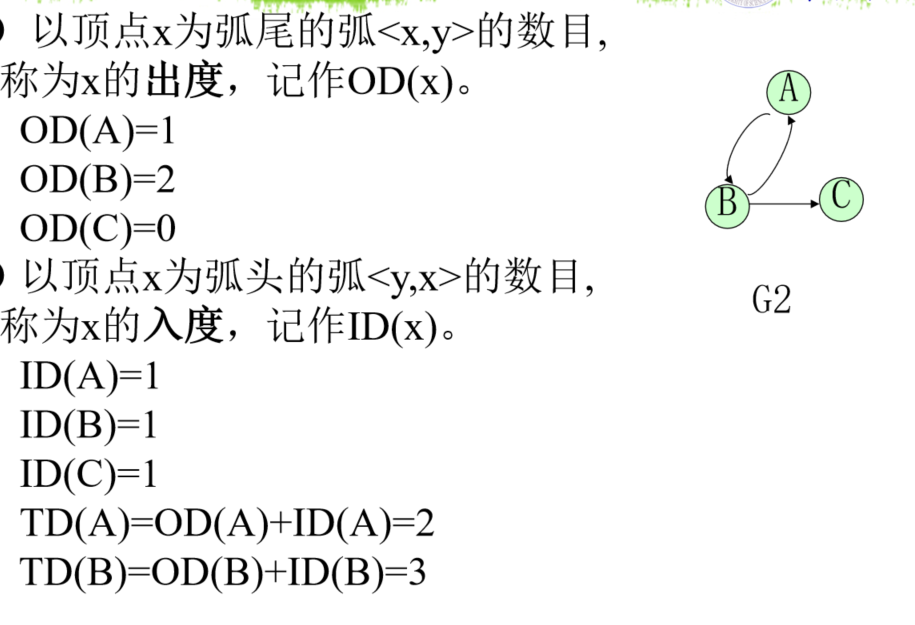 以顶点x为弧尾的弧<x,y>的数目,
称为x的出度，记作OD(x)。
OD(A)=1
OD(B)=2
OD(C)=0
以顶点x为弧头的弧<y,x>的数目,
称为x的入度，记作ID(x)。
ID(A)=1
ID(B)=1
ID(C)=1
TD(A)=OD(A)+ID(A)=2
TD(B)=OD(B)+ID(B)=3
A
B
C
G2